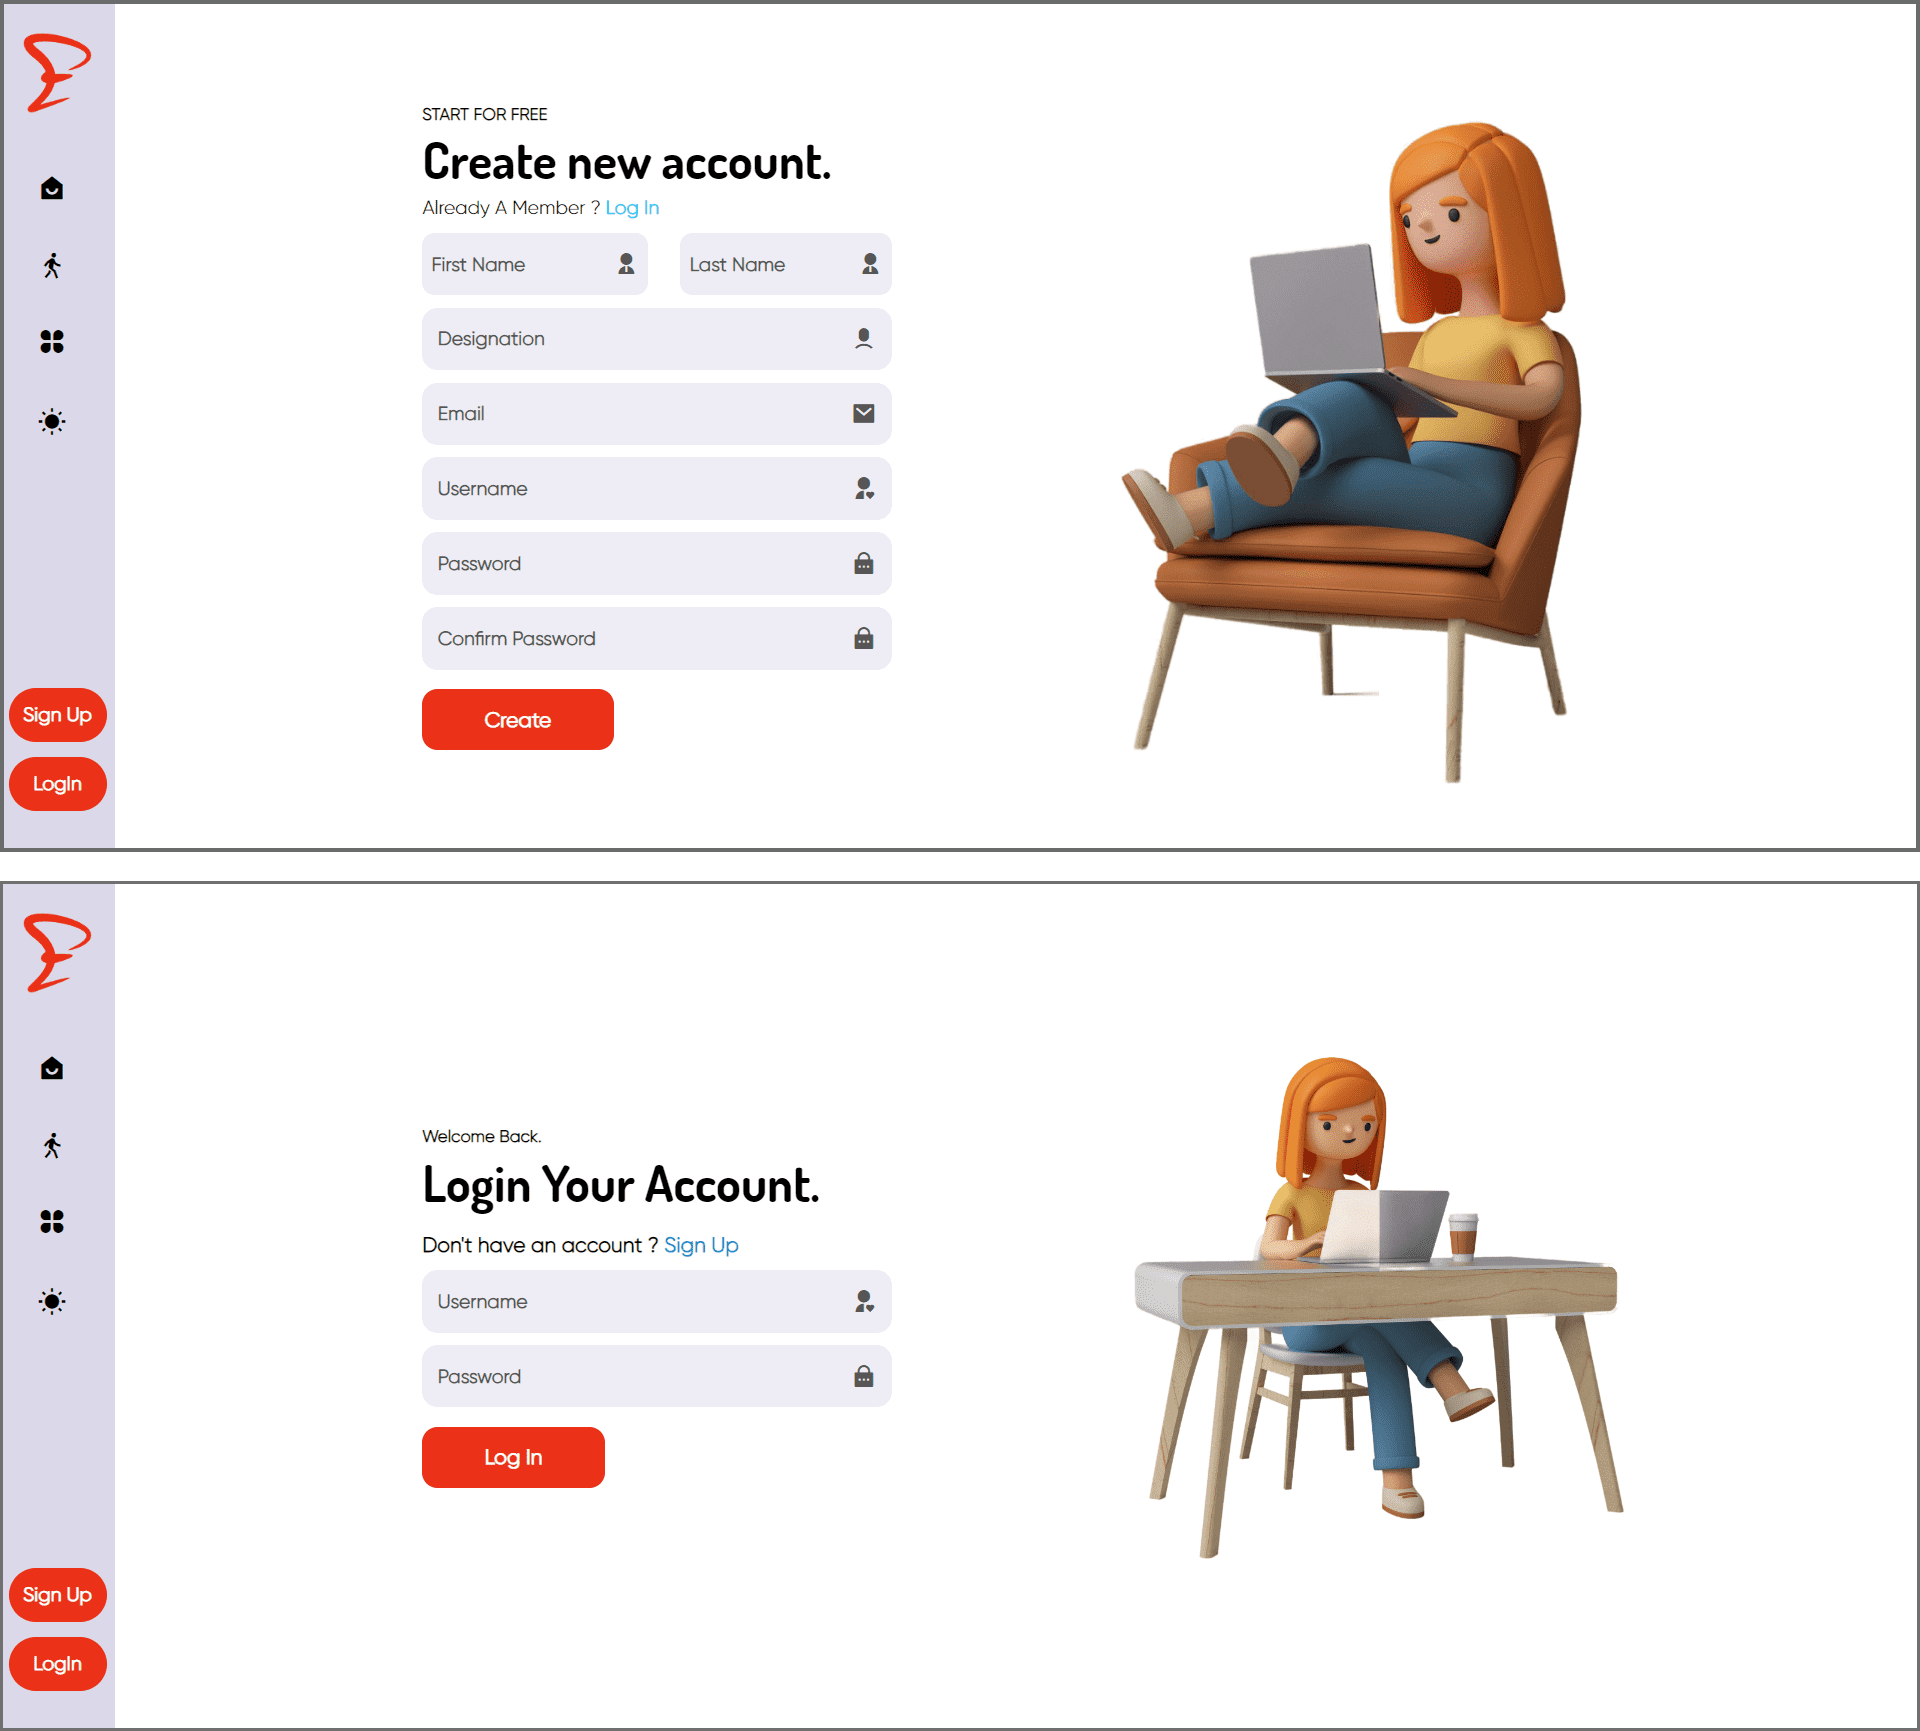 START FOR FREE
Create new account.
Already A Member ? Log In
First Name
Last Name
Designation
Email
Username
Password
Confirm Password
Create
Sign Up
LogIn
Welcome Back.
Login Your Account.
Don't have an account ? Sign Up
Username
Password
Log In
Sign Up
LogIn